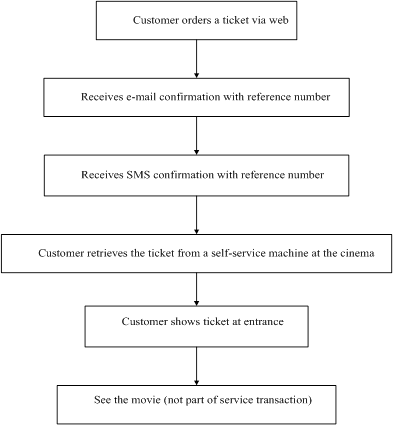 Customer orders a ticket via web
Receives e-mail confirmation with reference number
Receives SMS confirmation with reference number
Customer retrieves the ticket from a self-service machine at the cinema
Customer shows ticket at entrance
See the movie (not part of service transaction)